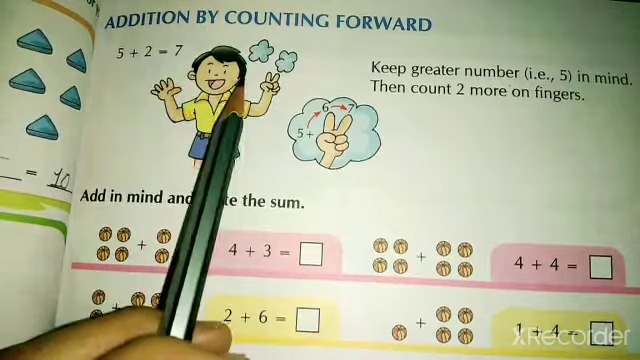 ADDITION BY COUNTING FORWARD
5 + 2 = 7
Keep greater number (i.e., 5) in mind.
Then count 2 more on fingers.
5+ 6 7
= 10
Add in mind and the sum.
+ 4 + 3 =
+ 4 + 4 =
+ 2 + 6 =
+ 1 + 4 =
XRecorder